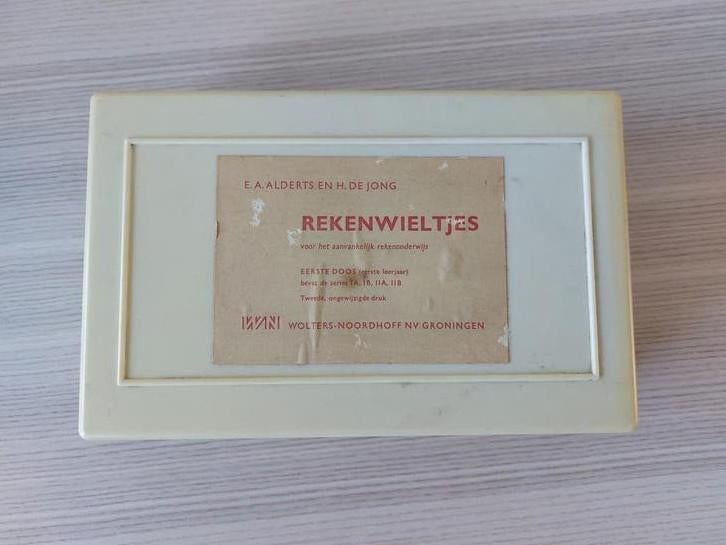 E. A. ALDERTS EN H. DE JONG
REKENWIELTJES
voor het aanvankelijk rekenonderwijs
EERSTE DOOS (eerste leerjaar)
bevat de series IA, IB, IIA, IIB
Tweede, ongewijzigde druk
WN WOLTERS-NOORDHOFF NV GRONINGEN